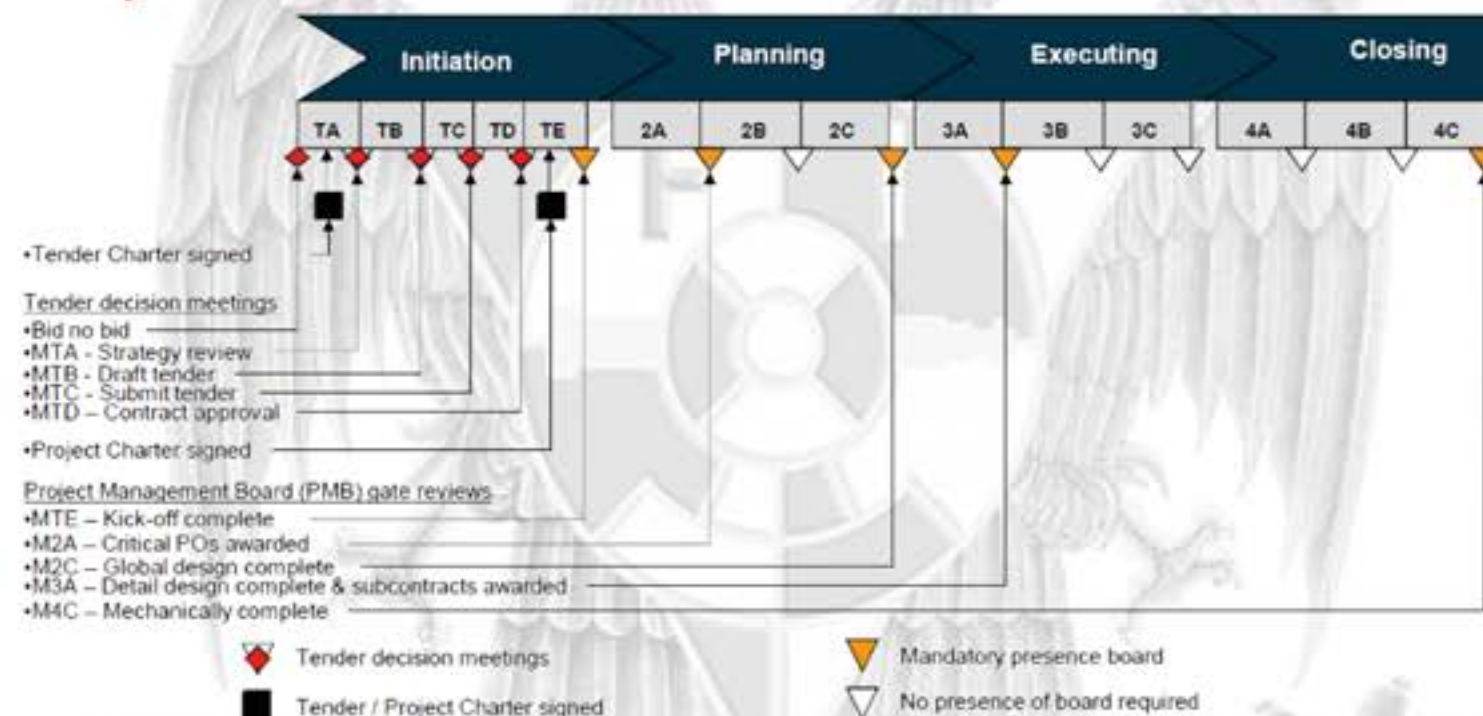 Initiation
Planning
Executing
Closing
TA TB TC TD TE 2A 2B 2C 3A 3B 3C 4A 4B 4C
•Tender Charter signed
Tender decision meetings
•Bid no bid
•MTA - Strategy review
•MTB - Draft tender
•MTC - Submit tender
•MTD – Contract approval
•Project Charter signed
Project Management Board (PMB) gate reviews
•MTE – Kick-off complete
•M2A – Critical POs awarded
•M2C – Global design complete
•M3A – Detail design complete & subcontracts awarded
•M4C – Mechanically complete
Tender decision meetings
Mandatory presence board
Tender / Project Charter signed
No presence of board required